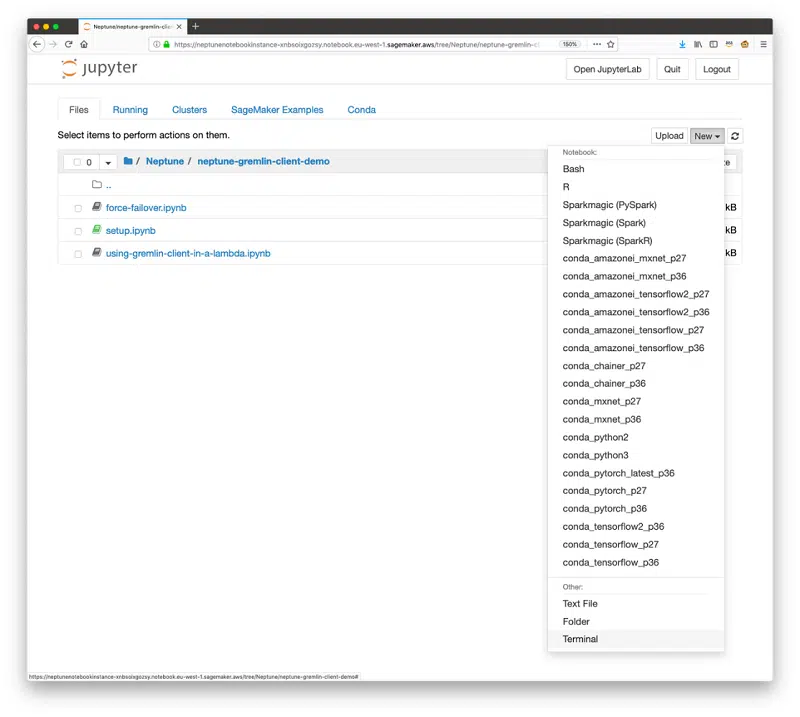 Neptune/neptune-gremlin-clie
https://neptunenotebookinstance-xnbsoixgozsy.notebook.eu-west-1.sagemaker.aws/tree/Neptune/neptune-gremlin-cl 150%
jupyter Open JupyterLab Quit Logout
Files Running Clusters SageMaker Examples Conda
Select items to perform actions on them. Upload New
0 / Neptune / neptune-gremlin-client-demo
..
force-failover.ipynb kB
setup.ipynb kB
using-gremlin-client-in-a-lambda.ipynb kB
Notebook:
Bash
R
Sparkmagic (PySpark)
Sparkmagic (Spark)
Sparkmagic (SparkR)
conda_amazonei_mxnet_p27
conda_amazonei_mxnet_p36
conda_amazonei_tensorflow2_p27
conda_amazonei_tensorflow2_p36
conda_amazonei_tensorflow_p27
conda_amazonei_tensorflow_p36
conda_chainer_p27
conda_chainer_p36
conda_mxnet_p27
conda_mxnet_p36
conda_python2
conda_python3
conda_pytorch_latest_p36
conda_pytorch_p27
conda_pytorch_p36
conda_tensorflow2_p36
conda_tensorflow_p27
conda_tensorflow_p36
Other:
Text File
Folder
Terminal
https://neptunenotebookinstance-xnbsoixgozsy.notebook.eu-west-1.sagemaker.aws/tree/Neptune/neptune-gremlin-client-demo#